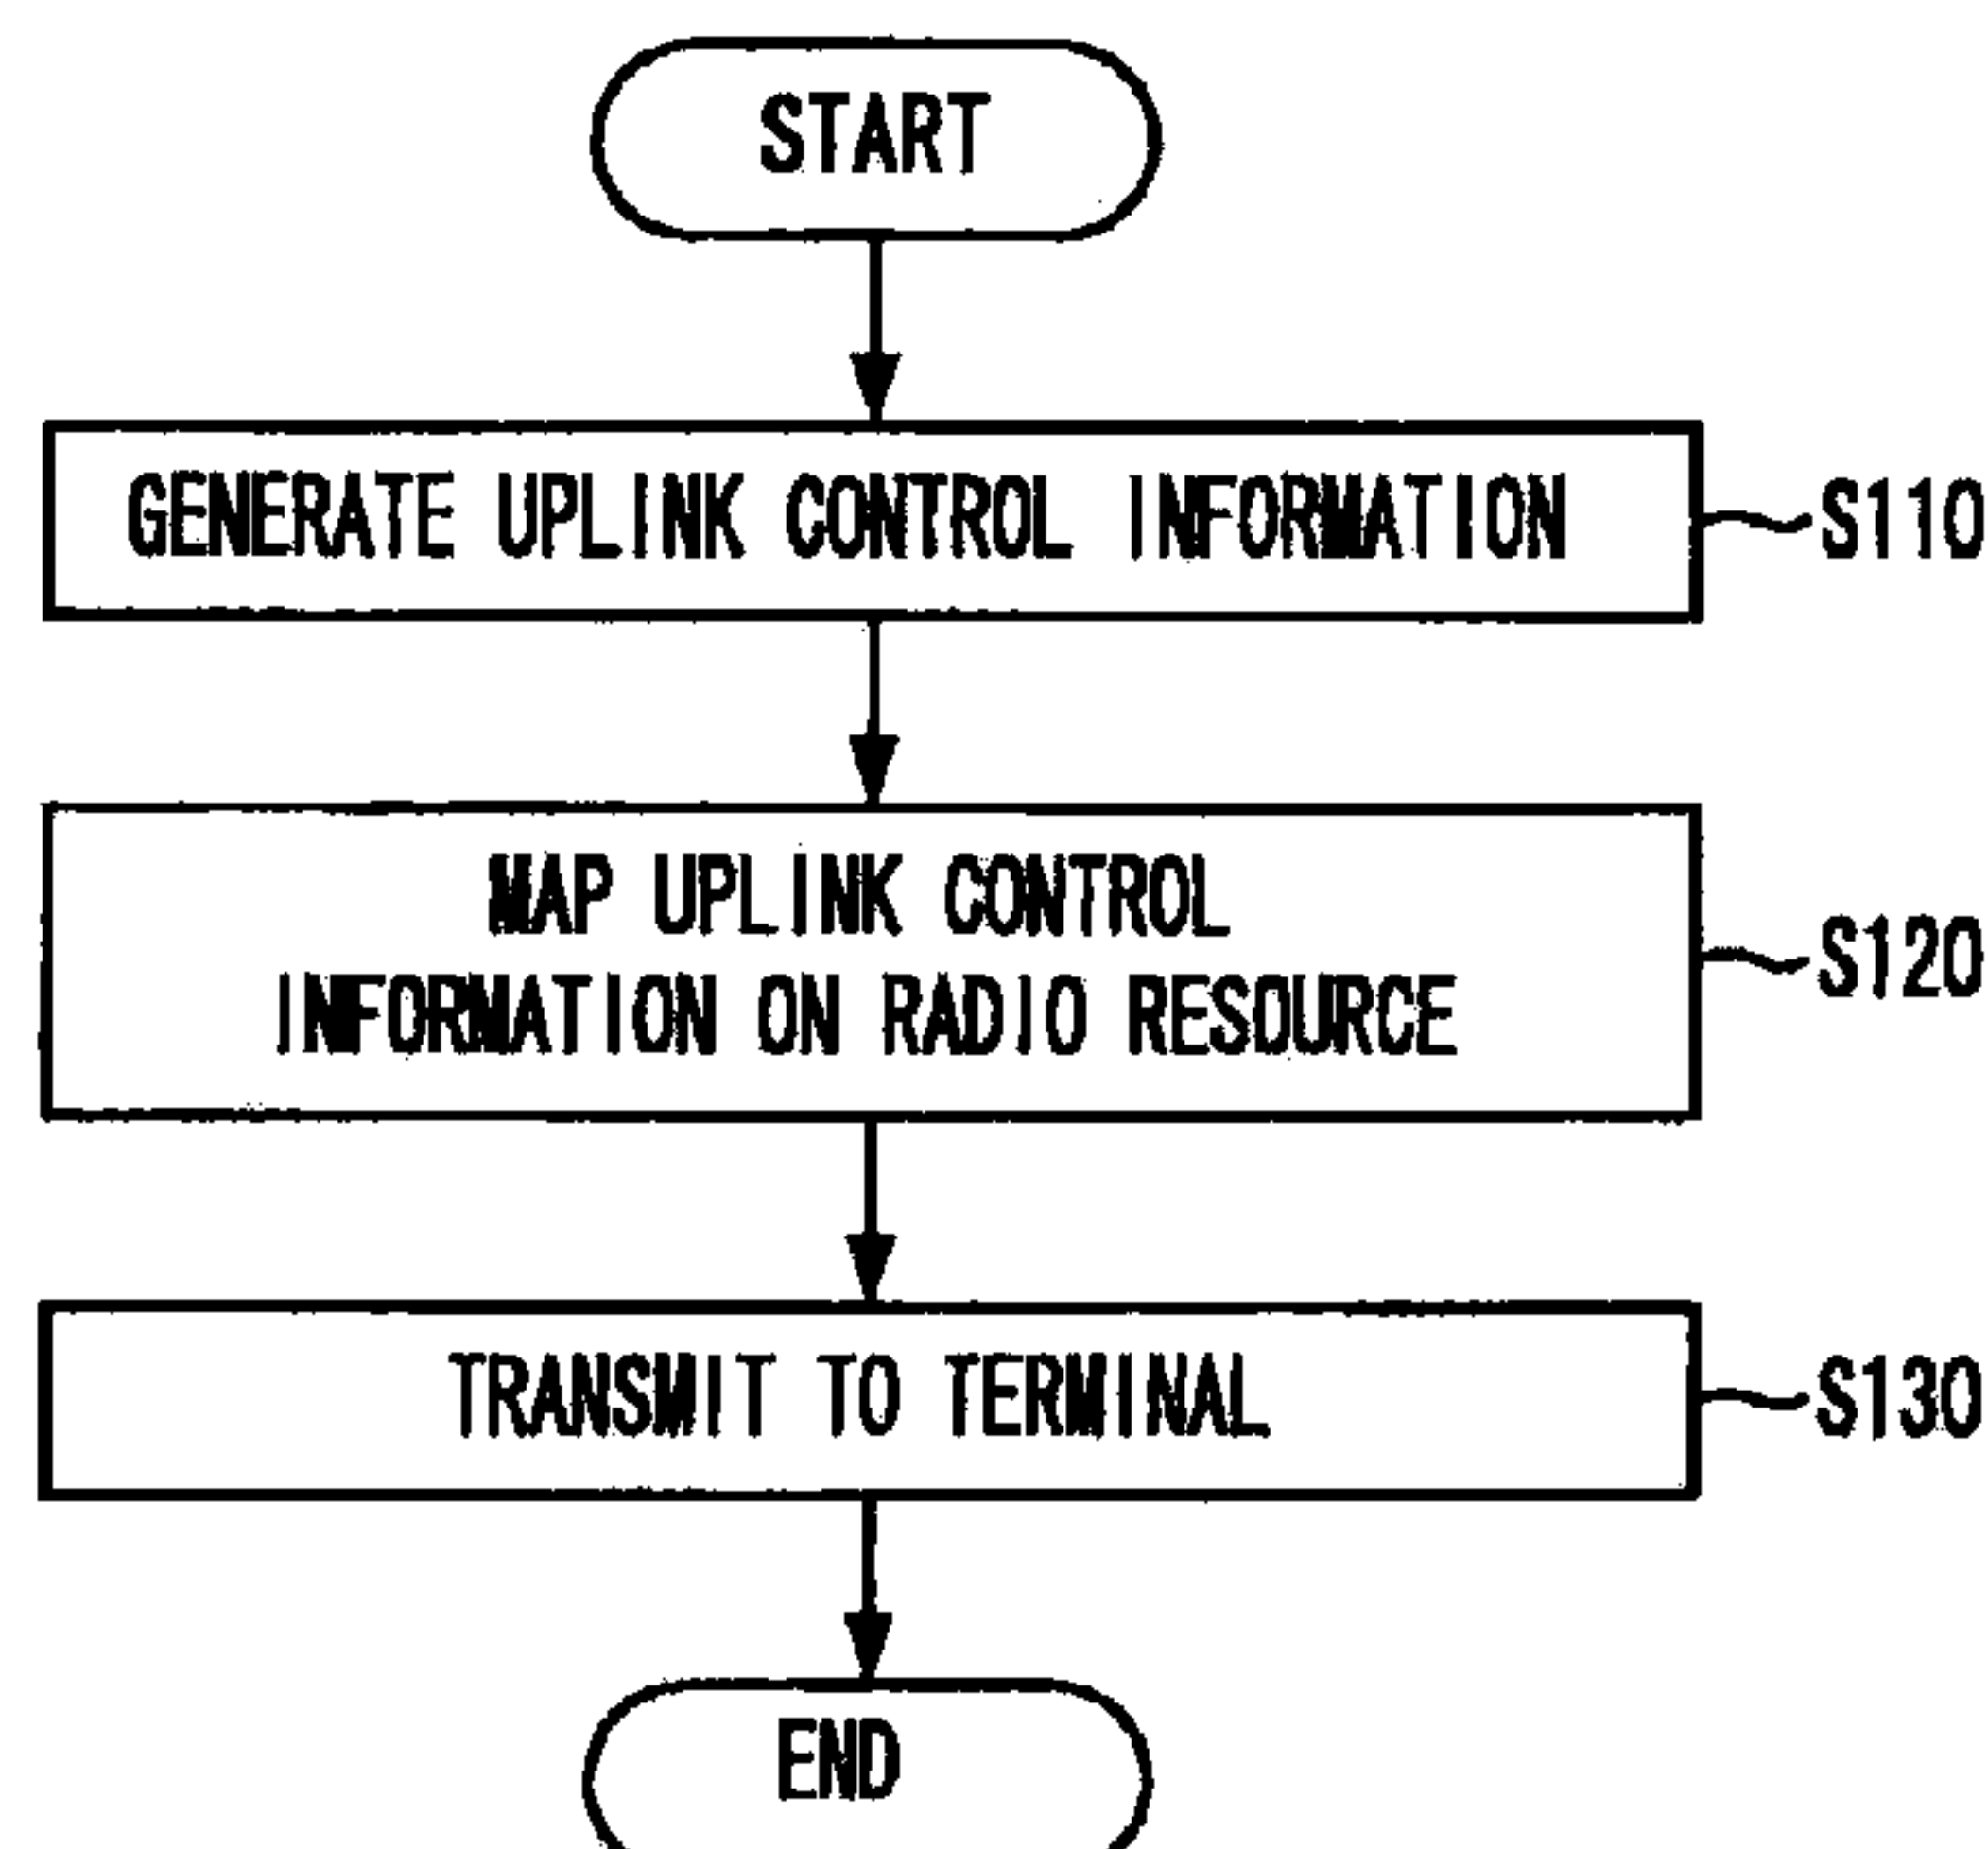 START
GENERATE UPLINK CONTROL INFORMATION
S110
MAP UPLINK CONTROL
INFORMATION ON RADIO RESOURCE
S120
TRANSMIT TO TERMINAL
S130
END